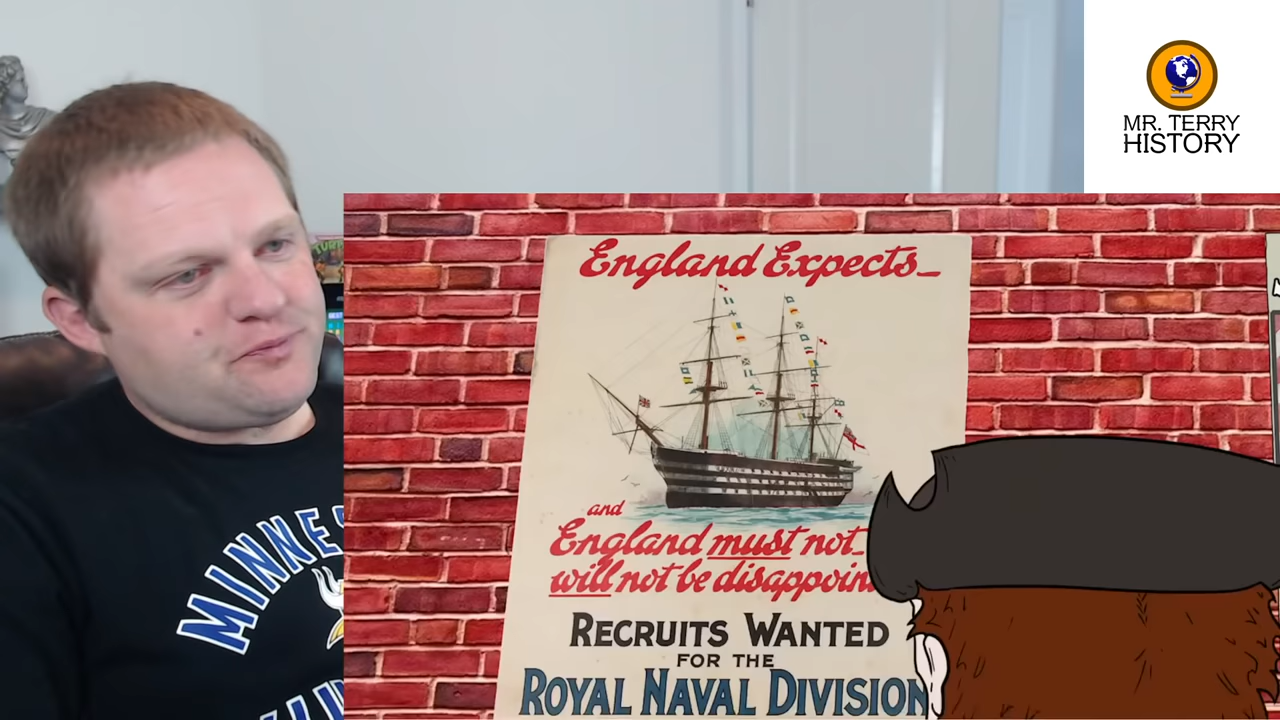 MR. TERRY
HISTORY
England Expects_
and
England must not_
will not be disappoin
RECRUITS WANTED
FOR THE
ROYAL NAVAL DIVISION
MINNE